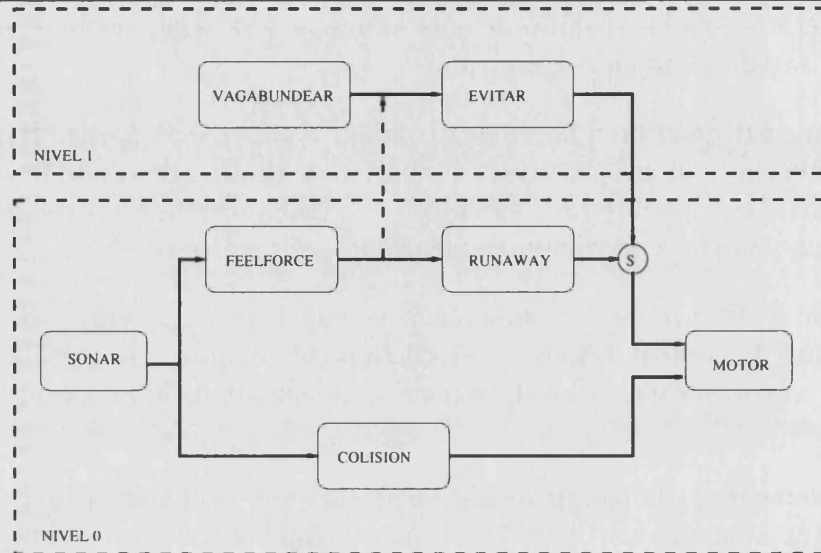 VAGABUNDEAR
EVITAR
NIVEL 1
FEELFORCE
RUNAWAY
S
SONAR
MOTOR
COLISION
NIVEL 0